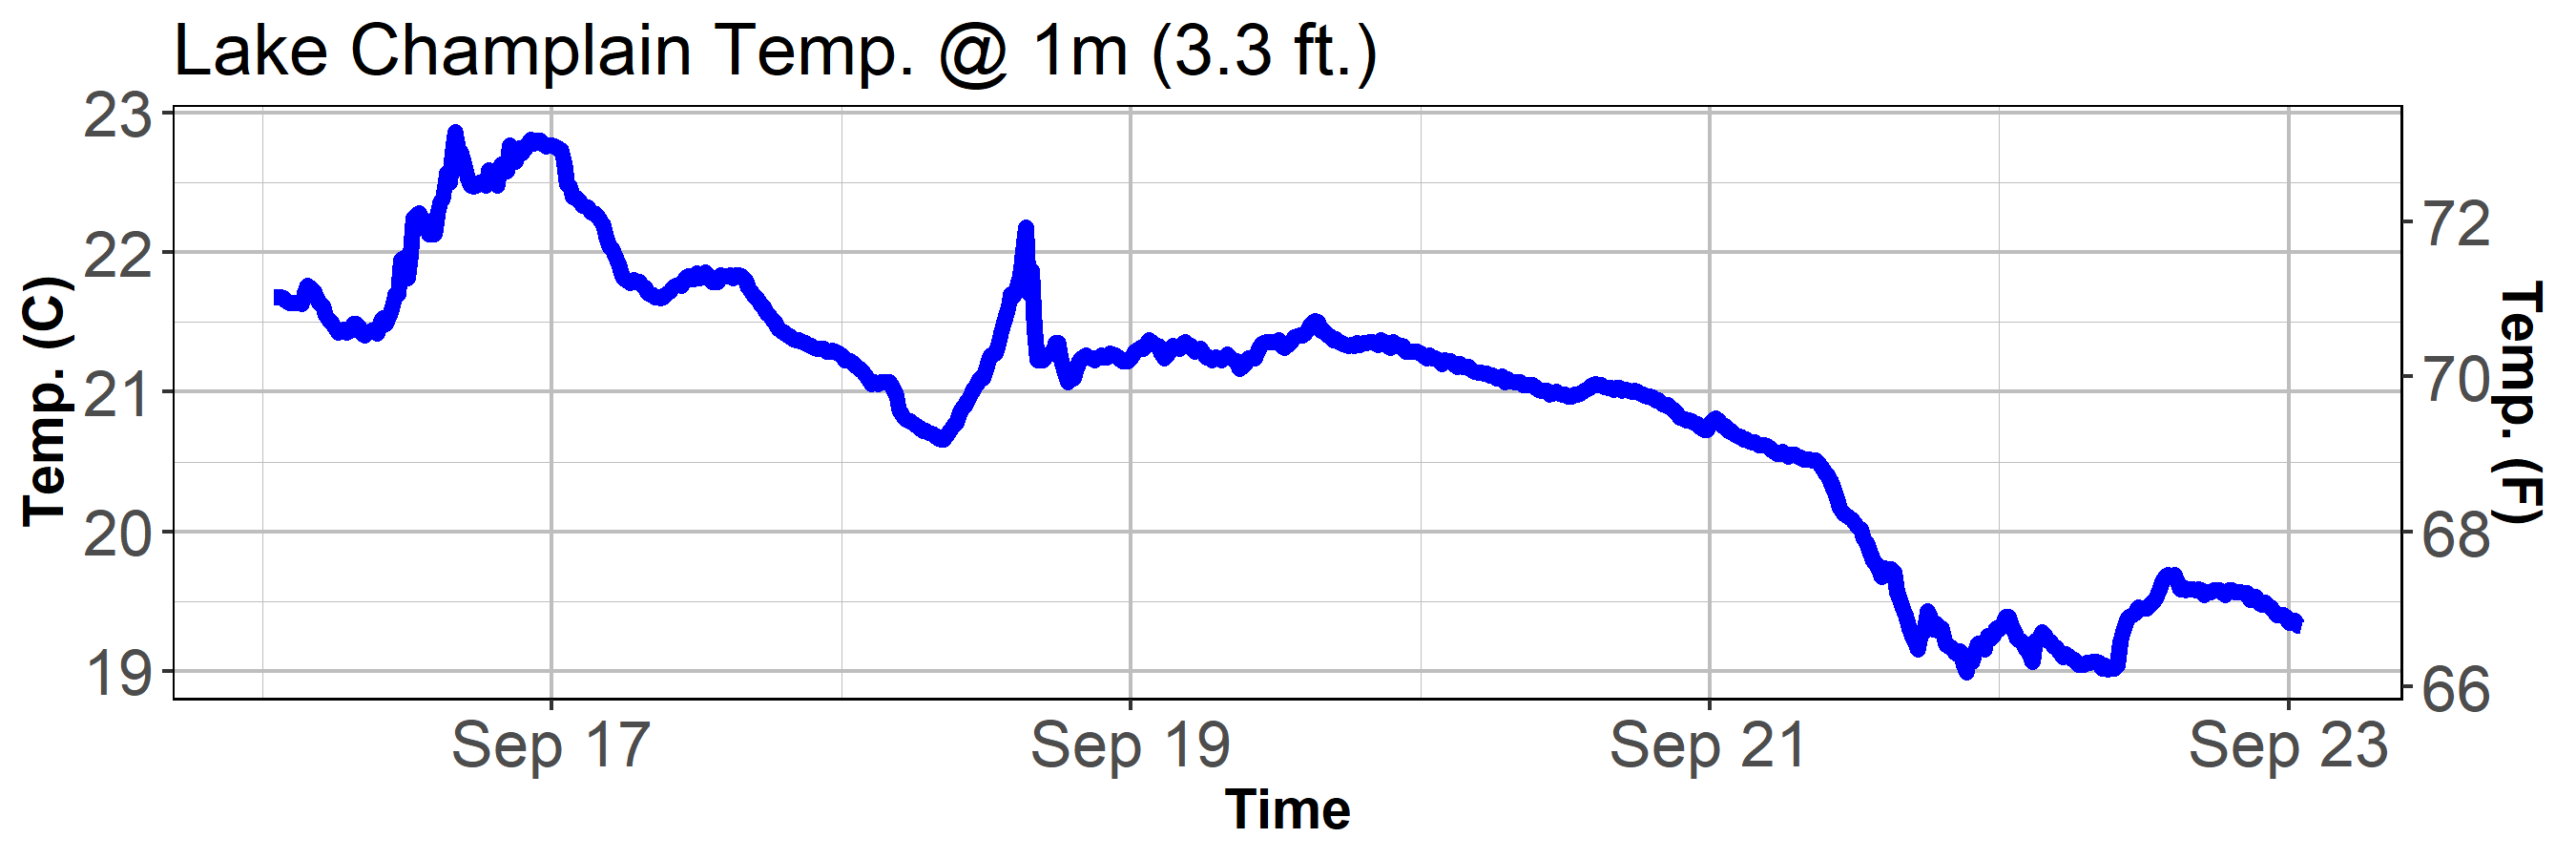 Lake Champlain Temp. @ 1m (3.3 ft.)
23
22
21
20
19
Temp. (C)
72
70
68
66
Temp. (F)
Sep 17 Sep 19 Sep 21 Sep 23
Time